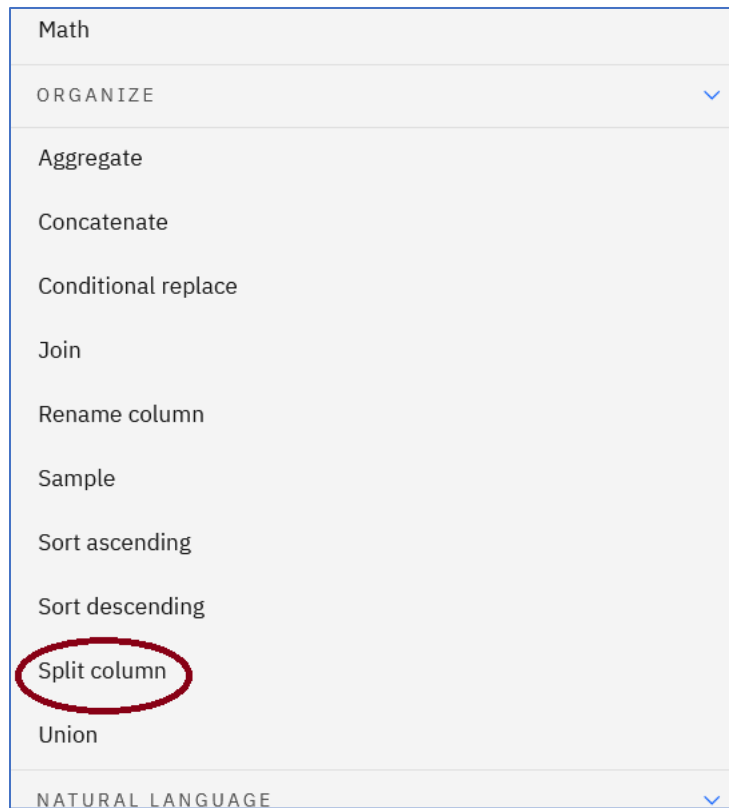 Math
ORGANIZE
Aggregate
Concatenate
Conditional replace
Join
Rename column
Sample
Sort ascending
Sort descending
Split column
Union
NATURAL LANGUAGE